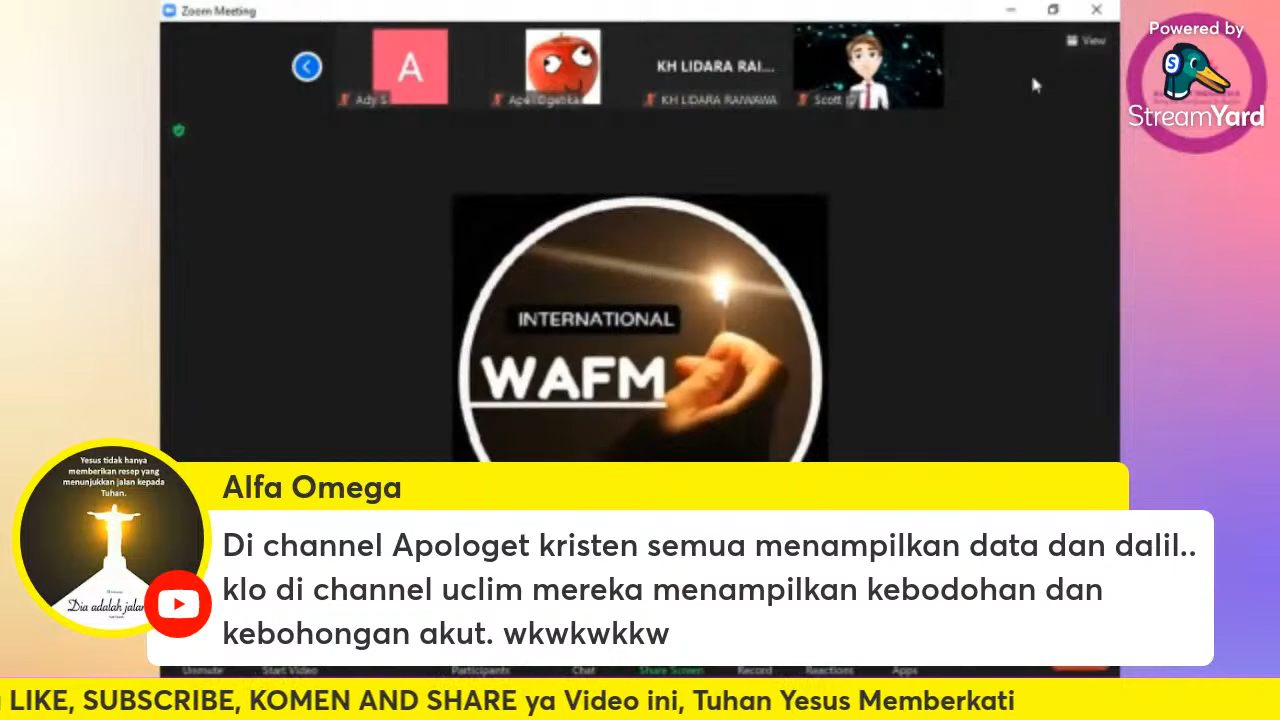 Zoom Meeting
Powered by
StreamYard
View
A
KH LIDARA RAI...
Ady S
KH LIDARA RAIWAWA
Scott
INTERNATIONAL
WAFM
Yesus tidak hanya
memberikan resep yang
menunjukkan jalan kepada
Tuhan.
Dia adalah jalan
Alfa Omega
Di channel Apologet kristen semua menampilkan data dan dalil..
klo di channel uclim mereka menampilkan kebodohan dan
kebohongan akut. wkwkwkkw
Unmute
Start Video
Participants
Chat
Share Screen
Record
Reactions
Apps
LIKE, SUBSCRIBE, KOMEN AND SHARE ya Video ini, Tuhan Yesus Memberkati